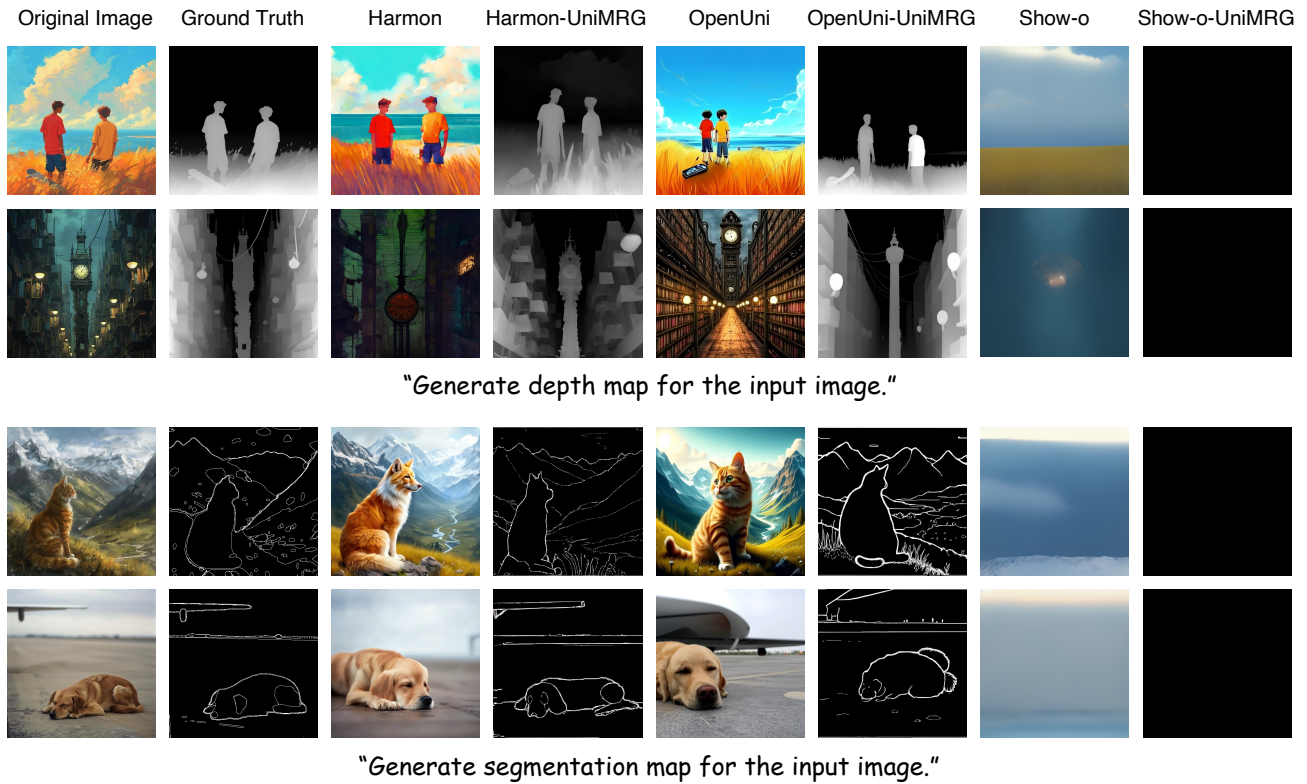 Original Image Ground Truth Harmon Harmon-UniMRG OpenUni OpenUni-UniMRG Show-o Show-o-UniMRG
“Generate depth map for the input image.”
“Generate segmentation map for the input image.”